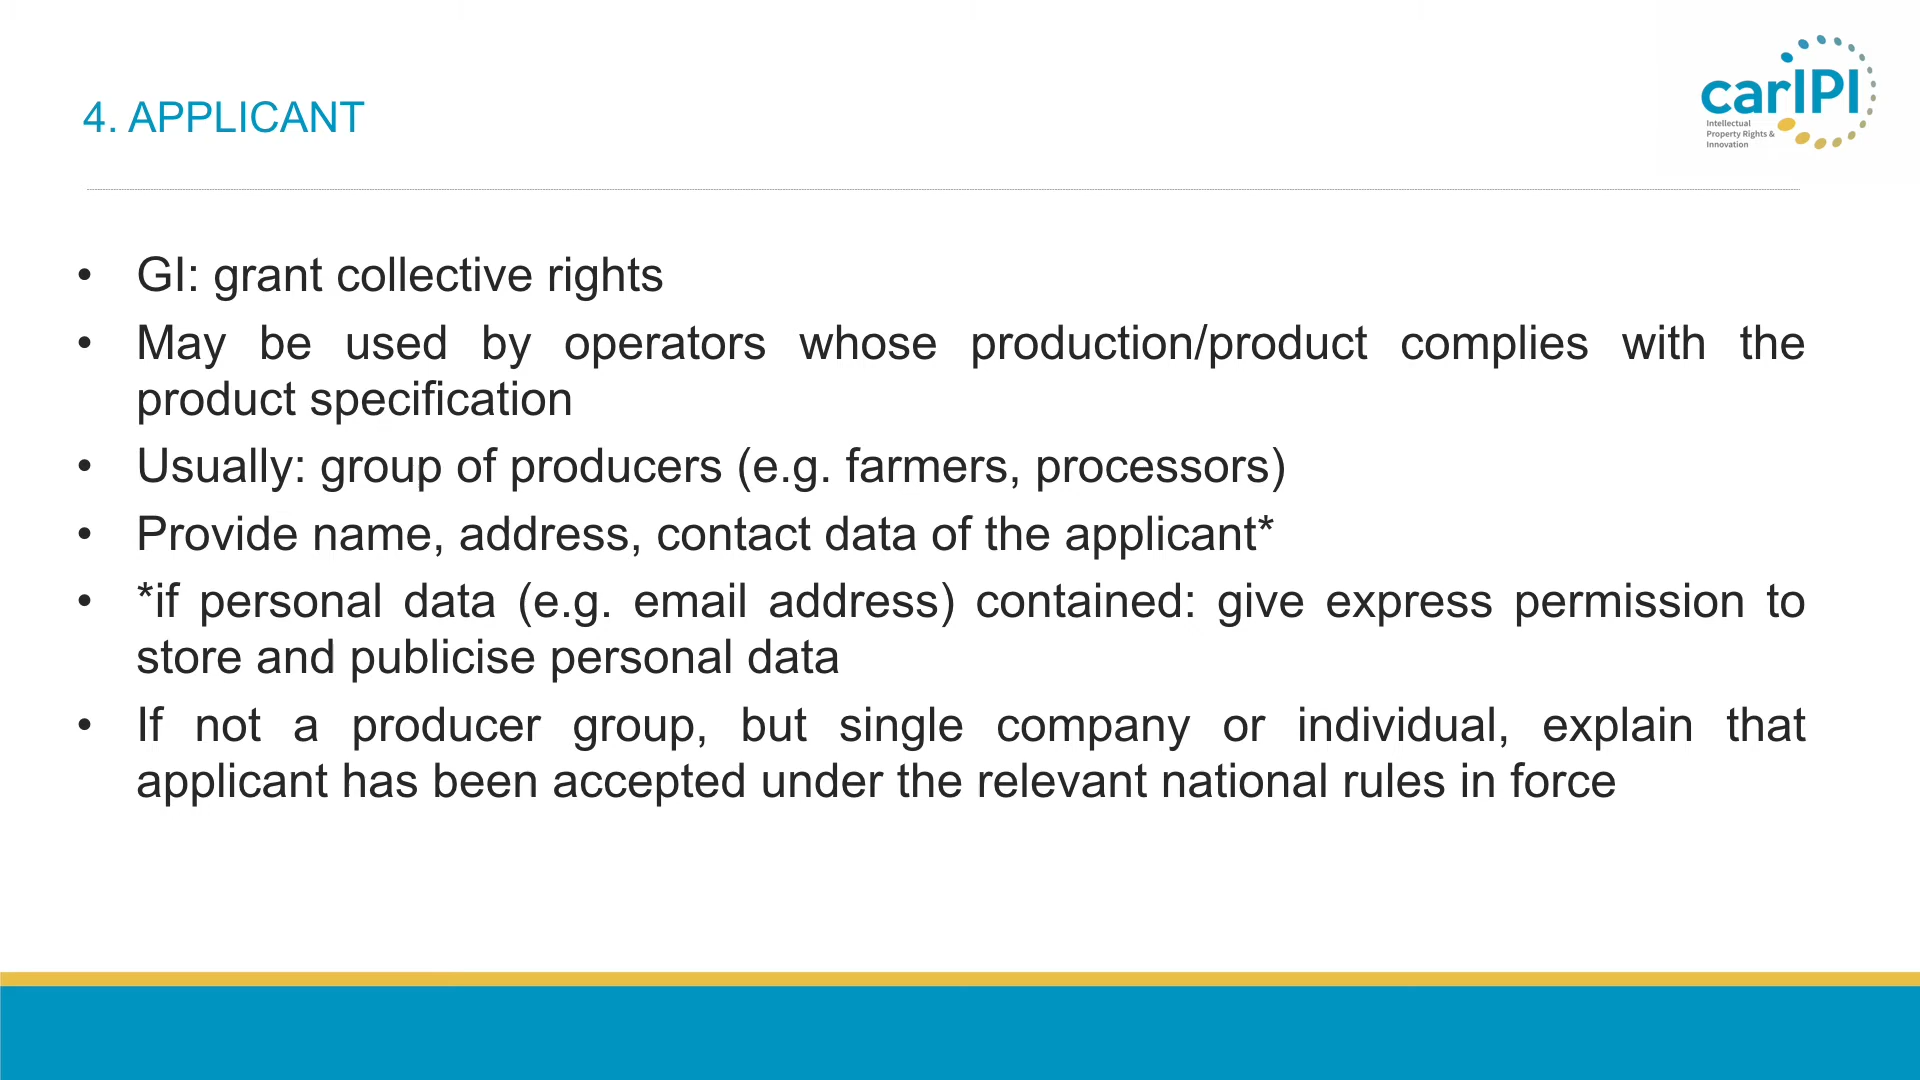 carIPI
Intellectual
Property Rights &
Innovation
4. APPLICANT
• GI: grant collective rights
• May be used by operators whose production/product complies with the
product specification
• Usually: group of producers (e.g. farmers, processors)
• Provide name, address, contact data of the applicant*
• *if personal data (e.g. email address) contained: give express permission to
store and publicise personal data
• If not a producer group, but single company or individual, explain that
applicant has been accepted under the relevant national rules in force